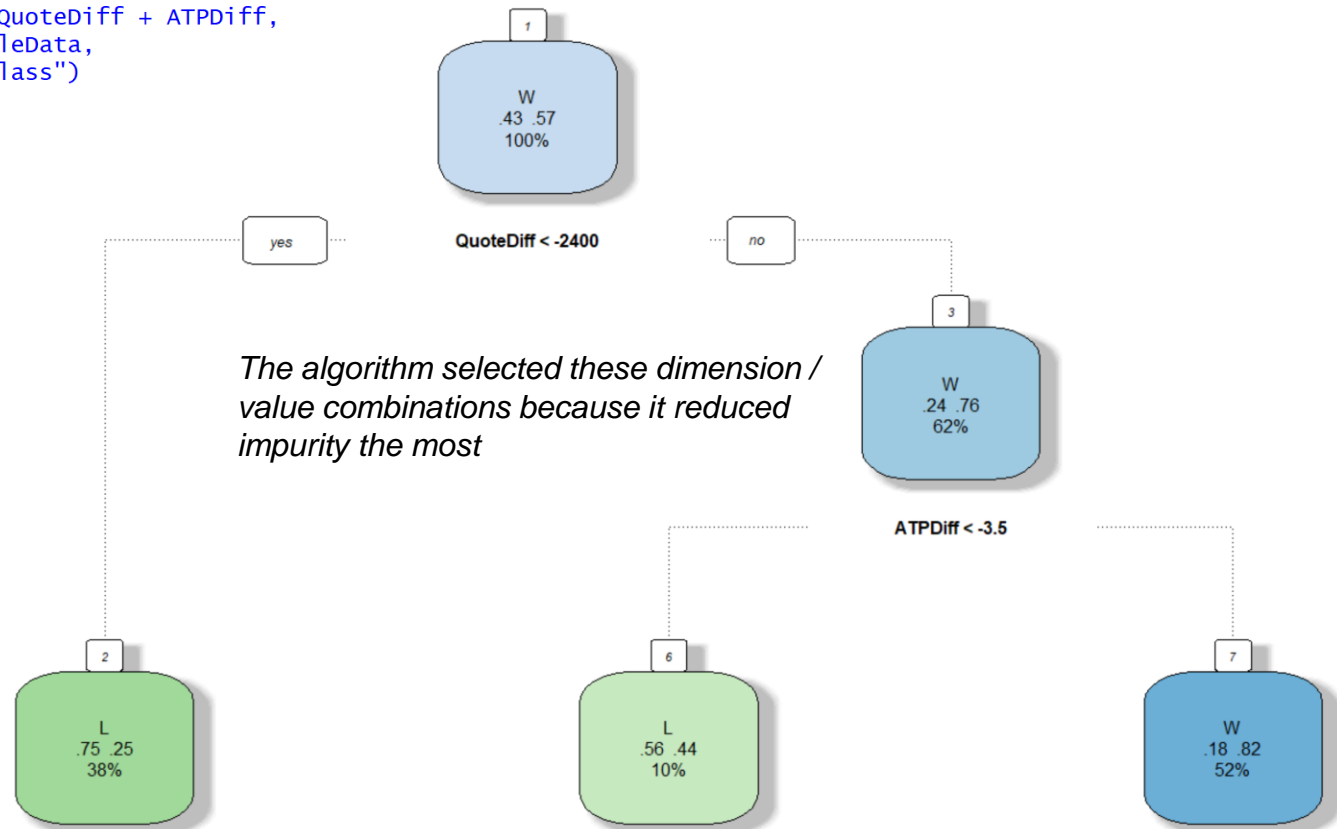 QuoteDiff + ATPDiff,
leData,
lass")
1
W
.43 .57
100%
yes
QuoteDiff < -2400
no
3
The algorithm selected these dimension /
value combinations because it reduced
impurity the most
W
.24 .76
62%
ATPDiff < -3.5
2
6
7
L
.75 .25
38%
L
.56 .44
10%
W
.18 .82
52%